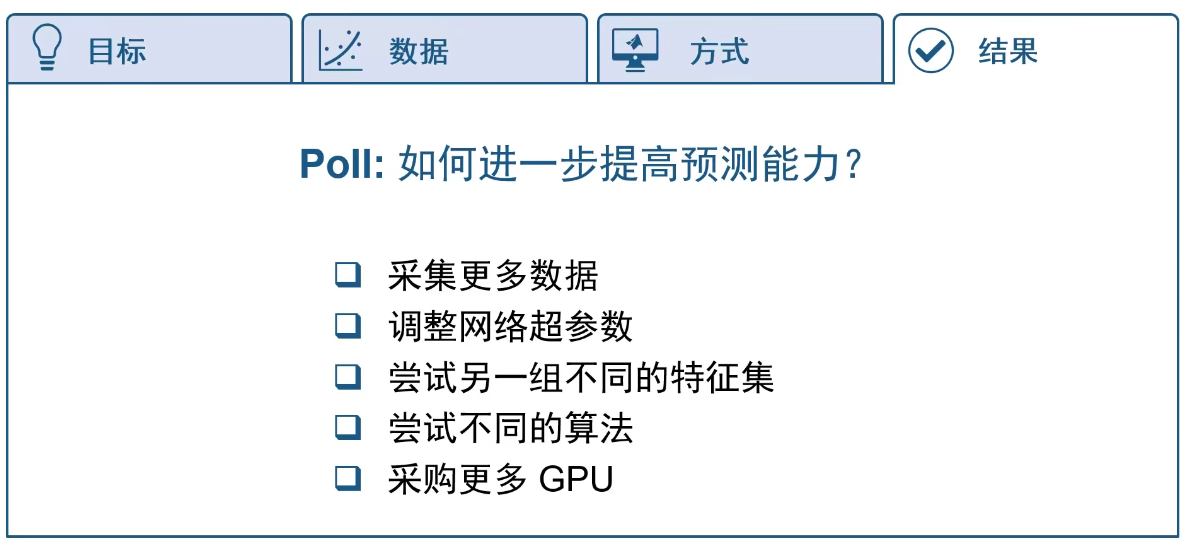 目标
数据
方式
结果
Poll: 如何进一步提高预测能力？
采集更多数据
调整网络超参数
尝试另一组不同的特征集
尝试不同的算法
采购更多 GPU